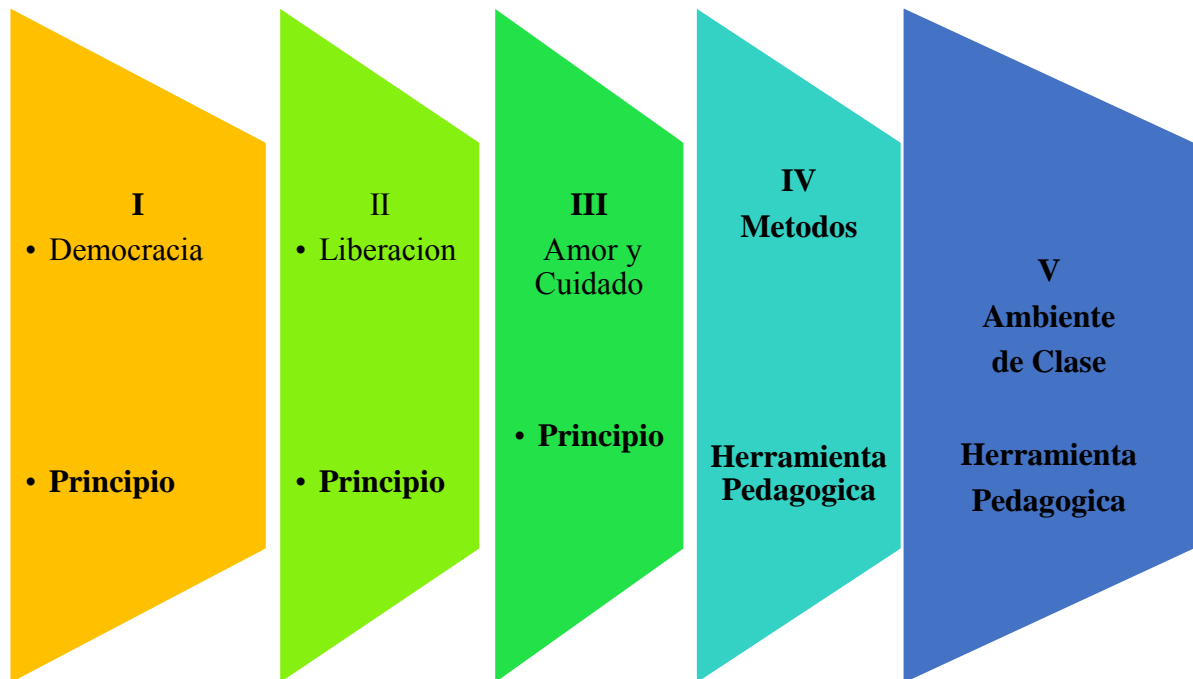 I
• Democracia
• Principio
II
• Liberacion
• Principio
III
Amor y
Cuidado
• Principio
IV
Metodos
Herramienta
Pedagogica
V
Ambiente
de Clase
Herramienta
Pedagogica